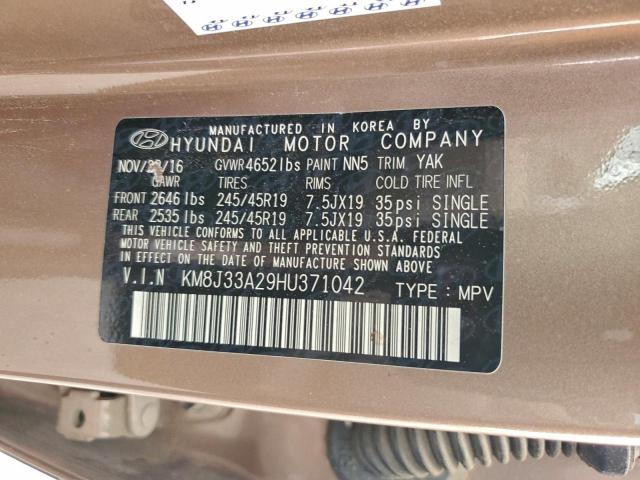 MANUFACTURED IN KOREA BY
HYUNDAI MOTOR COMPANY
GVWR 4652 lbs PAINT NN5 TRIM YAK
GAWR TIRES RIMS COLD TIRE INFL
FRONT 2646 lbs 245/45R19 7.5JX19 35psi SINGLE
REAR 2535 lbs 245/45R19 7.5JX19 35psi SINGLE
THIS VEHICLE CONFORMS TO ALL APPLICABLE U.S.A. FEDERAL
MOTOR VEHICLE SAFETY AND THEFT PREVENTION STANDARDS
IN EFFECT ON THE DATE OF MANUFACTURE SHOWN ABOVE.
V.I.N KM8J33A29HU371042 TYPE : MPV